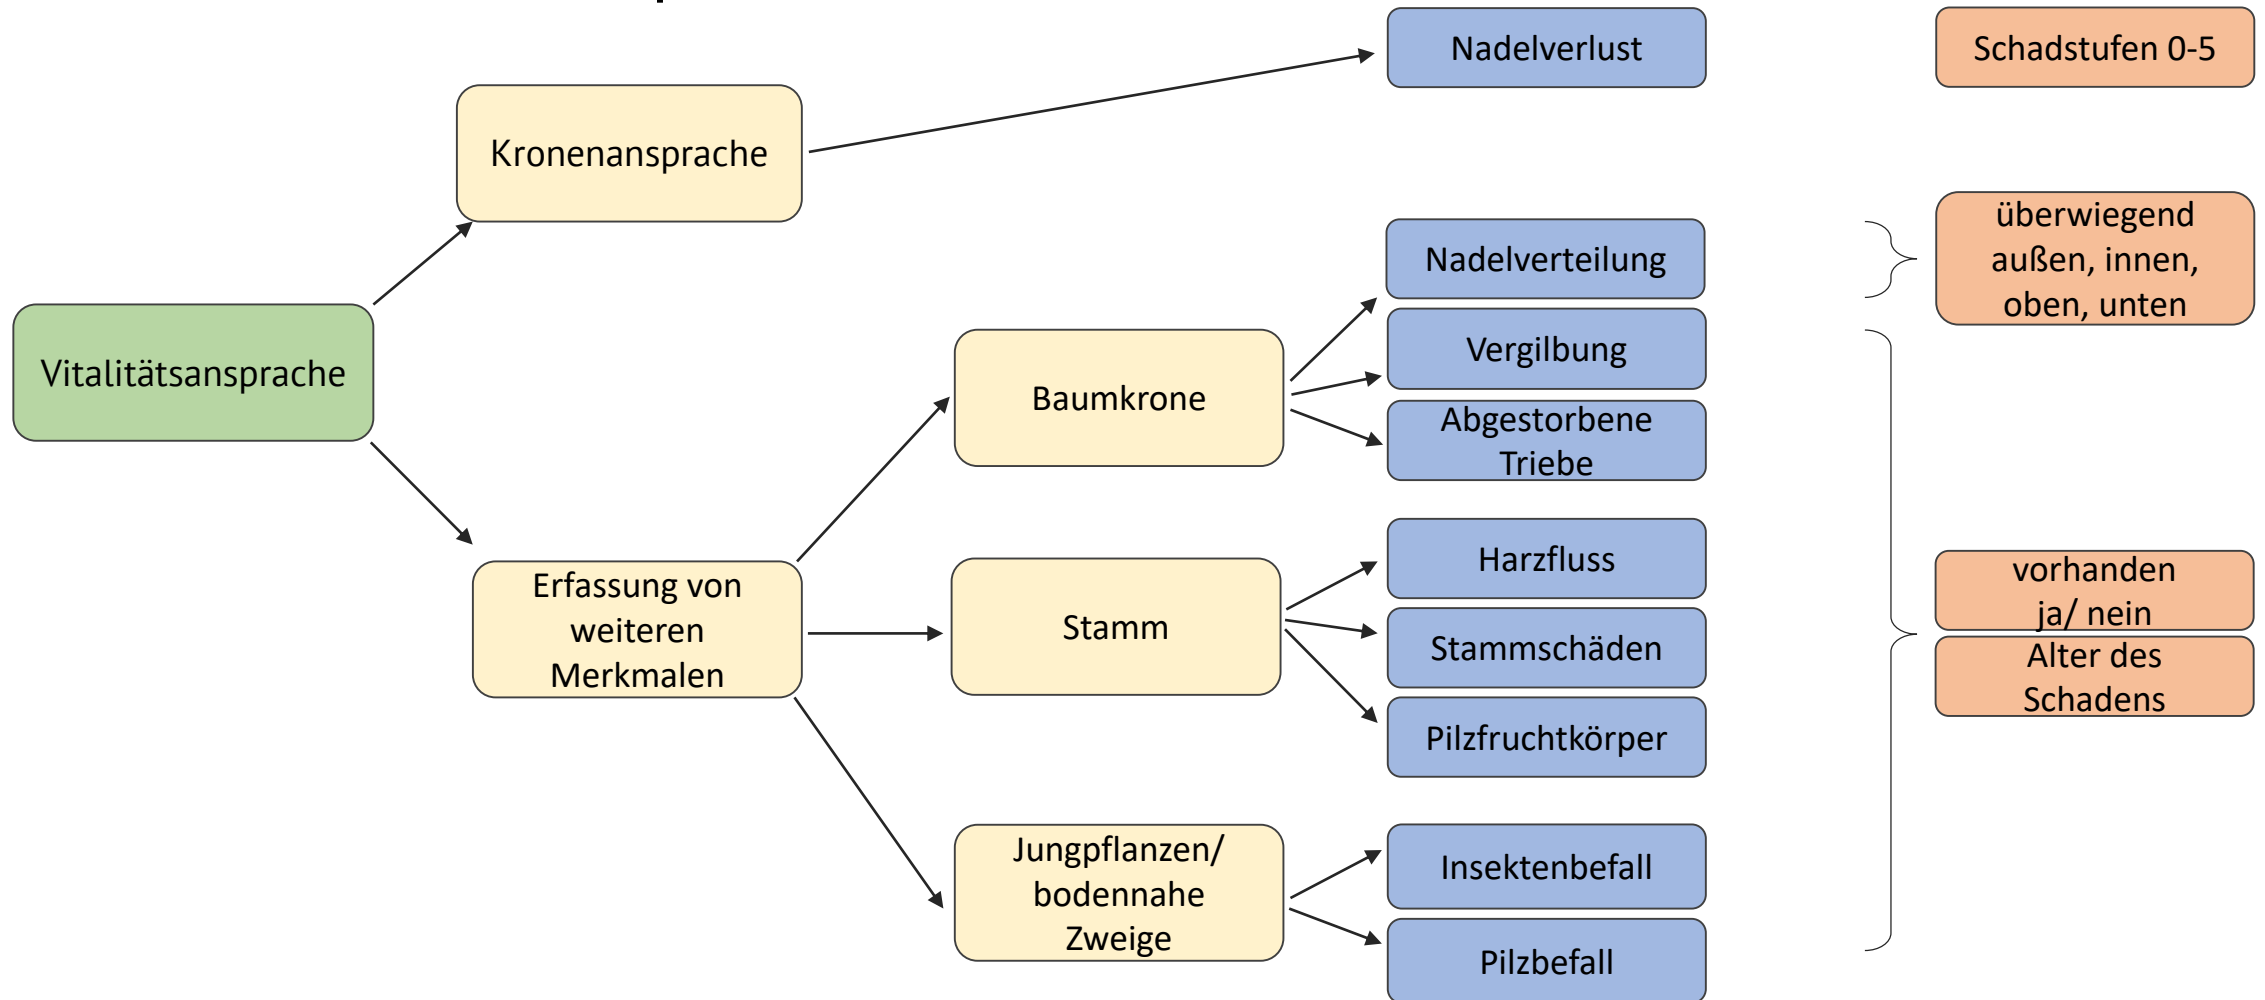 Nadelverlust
Schadstufen 0-5
Kronenansprache
überwiegend
außen, innen,
oben, unten
Nadelverteilung
Vergilbung
Abgestorbene
Triebe
Vitalitätsansprache
Baumkrone
Erfassung von
weiteren
Merkmalen
Stamm
Harzfluss
Stammschäden
Pilzfruchtkörper
vorhanden
ja/ nein
Alter des
Schadens
Jungpflanzen/
bodennahe
Zweige
Insektenbefall
Pilzbefall